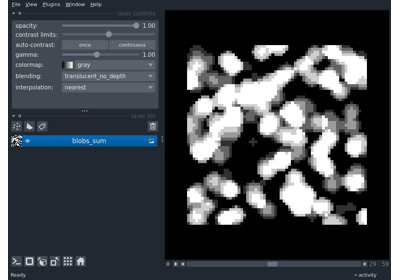 File View Plugins Window Help
layer controls
opacity: 1.00
contrast limits:
auto-contrast: once continuous
gamma: 1.00
colormap: gray
blending: translucent_no_depth
interpolation: nearest
layer list
blobs_sum
29 59
Ready activity